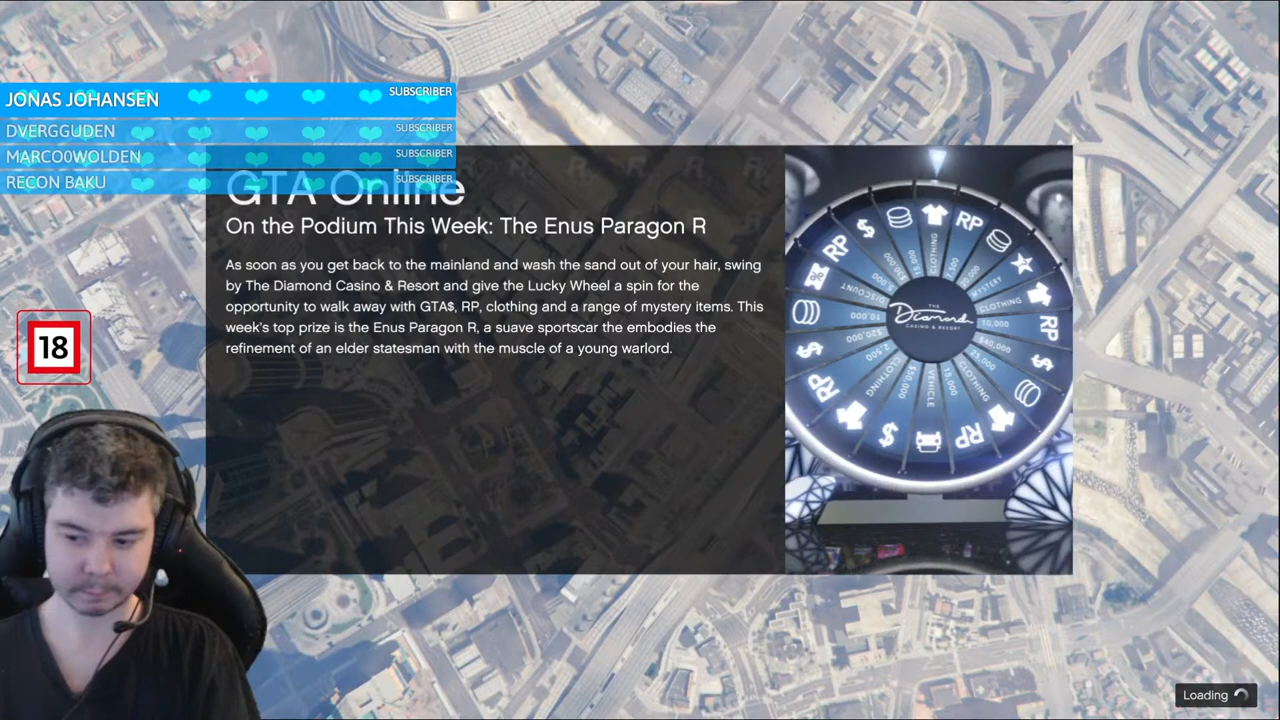 JONAS JOHANSEN
SUBSCRIBER
DVERGGUDEN
SUBSCRIBER
MARCO0WOLDEN
SUBSCRIBER
RECON BAKU
SUBSCRIBER
GTA Online
On the Podium This Week: The Enus Paragon R
As soon as you get back to the mainland and wash the sand out of your hair, swing
by The Diamond Casino & Resort and give the Lucky Wheel a spin for the
opportunity to walk away with GTA$, RP, clothing and a range of mystery items. This
week's top prize is the Enus Paragon R, a suave sportscar the embodies the
refinement of an elder statesman with the muscle of a young warlord.
18
THE
Diamond
CASINO & RESORT
CLOTHING
RP
MYSTERY
CLOTHING
10,000
RP
$40,000
$
25,000
CLOTHING
15,000
RP
VEHICLE
$50,000
$
CLOTHING
2,500
RP
$20,000
$
10,000
DISCOUNT
RP
$
15,000
Loading